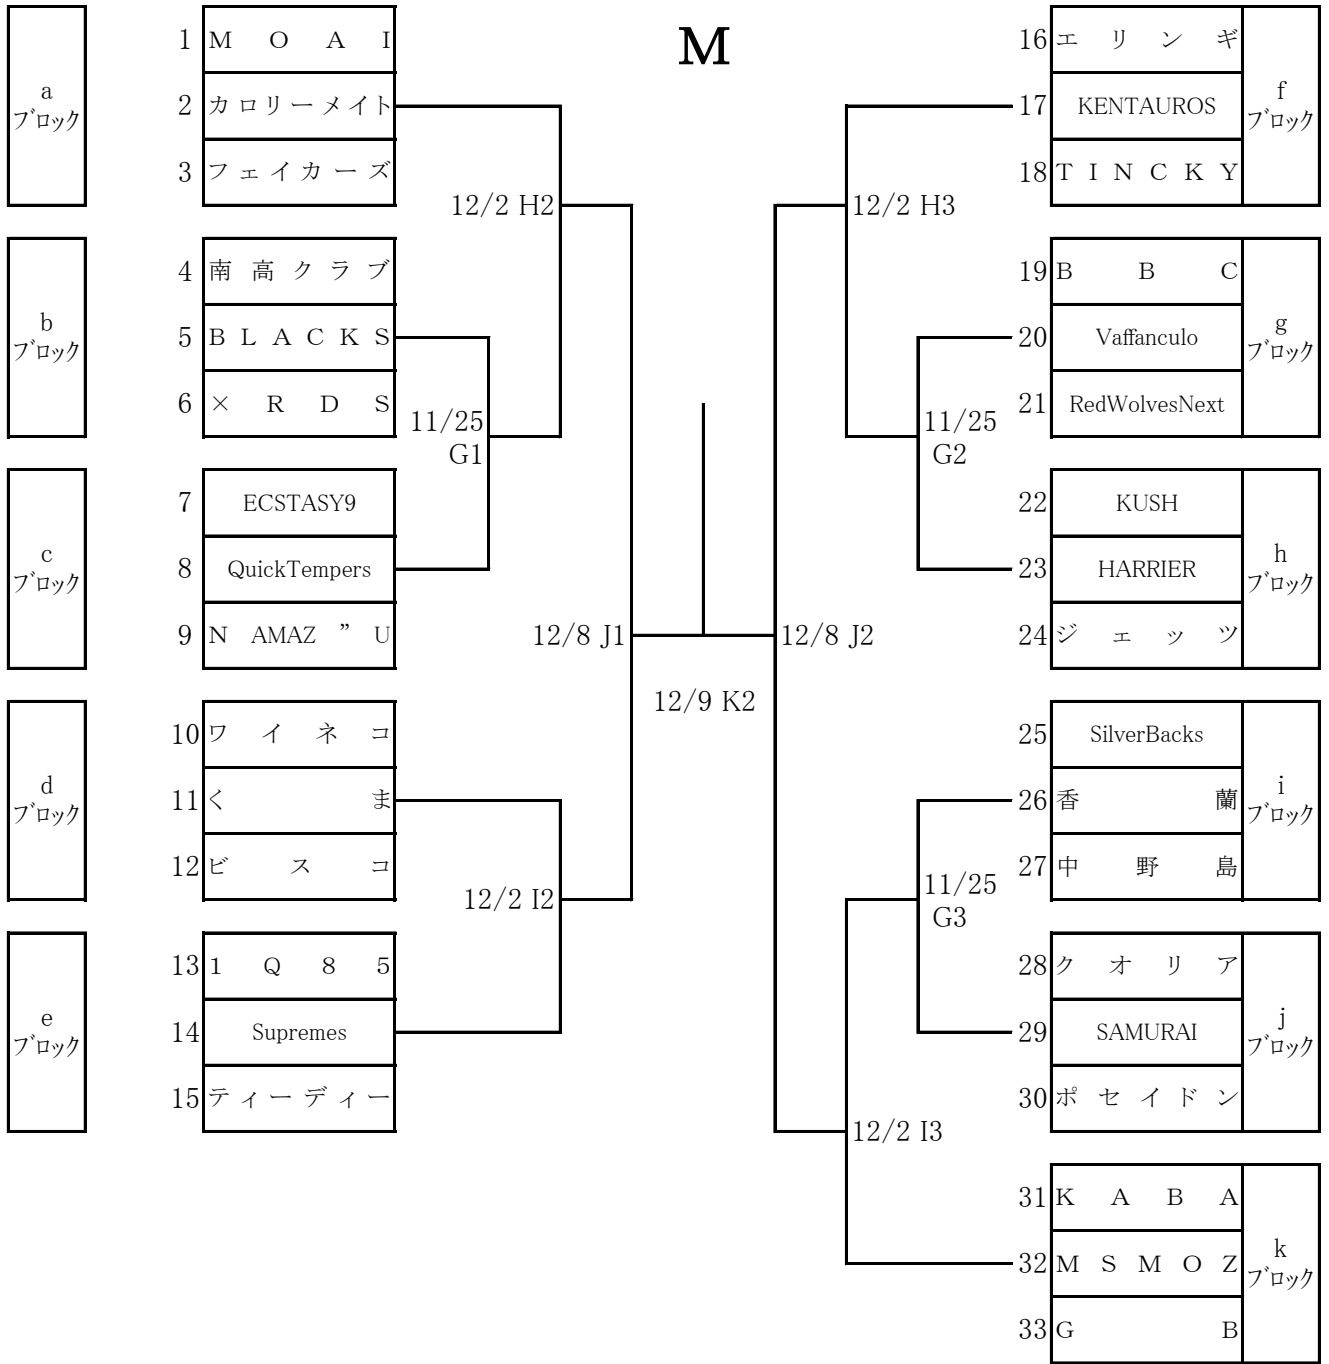 M
a
ブロック
1 MOAI
2 カロリーメイト
3 フェイカーズ
12/2 H2
b
ブロック
4 南高クラブ
5 BLACKS
6 ×RDS
11/25
G1
c
ブロック
7 ECSTASY9
8 QuickTempers
9 N AMAZ ” U
12/8 J1
d
ブロック
10 ワイネコ
11 くま
12 ビスコ
12/2 I2
e
ブロック
13 1Q85
14 Supremes
15 ティーディー
12/9 K2
16 エリンギ
17 KENTAUROS
18 TINCKY
f
ブロック
12/2 H3
19 BBC
20 Vaffanculo
21 RedWolvesNext
g
ブロック
11/25
G2
22 KUSH
23 HARRIER
24 ジェッツ
h
ブロック
12/8 J2
25 SilverBacks
26 香蘭
27 中野島
i
ブロック
11/25
G3
28 クオリア
29 SAMURAI
30 ポセイドン
j
ブロック
12/2 I3
31 KABA
32 MSMOZ
33 GB
k
ブロック